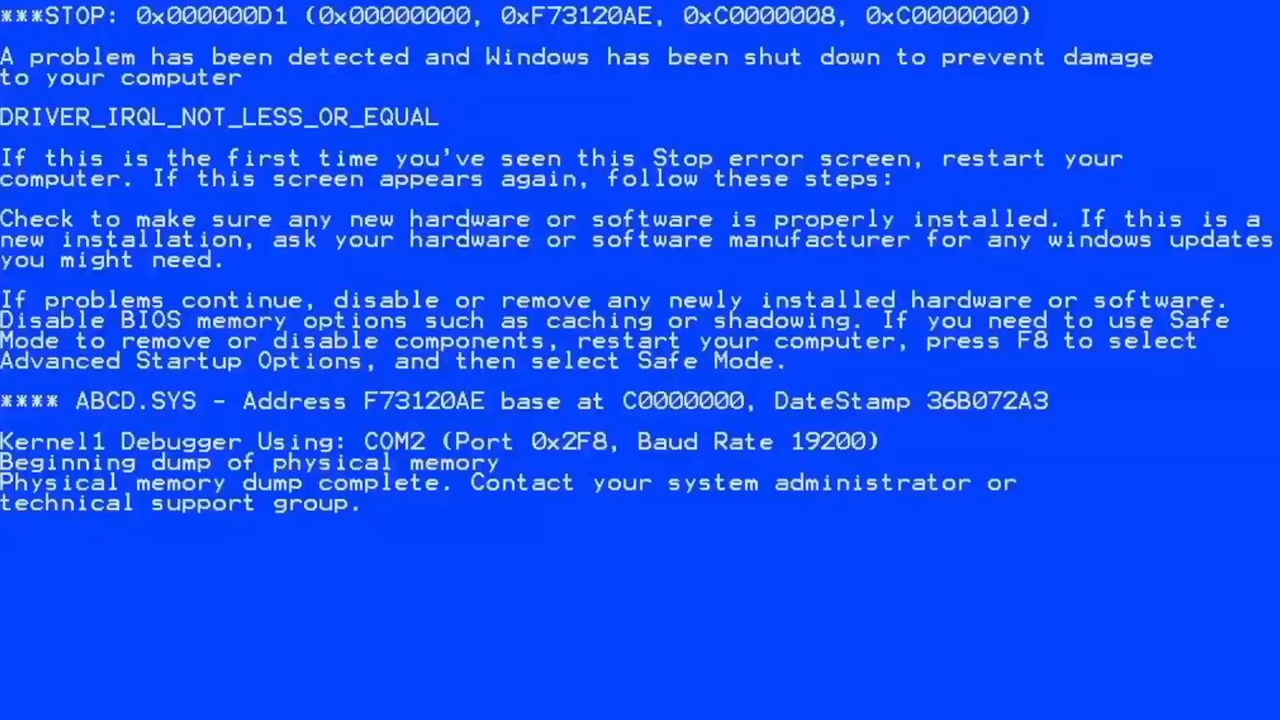 ***STOP: 0x000000D1 (0x00000000, 0xF73120AE, 0xC0000008, 0xC0000000)
A problem has been detected and Windows has been shut down to prevent damage
to your computer
DRIVER_IRQL_NOT_LESS_OR_EQUAL
If this is the first time you've seen this Stop error screen, restart your
computer. If this screen appears again, follow these steps:
Check to make sure any new hardware or software is properly installed. If this is a
new installation, ask your hardware or software manufacturer for any windows updates
you might need.
If problems continue, disable or remove any newly installed hardware or software.
Disable BIOS memory options such as caching or shadowing. If you need to use Safe
Mode to remove or disable components, restart your computer, press F8 to select
Advanced Startup Options, and then select Safe Mode.
**** ABCD.SYS - Address F73120AE base at C0000000, DateStamp 36B072A3
Kernel1 Debugger Using: COM2 (Port 0x2F8, Baud Rate 19200)
Beginning dump of physical memory
Physical memory dump complete. Contact your system administrator or
technical support group.